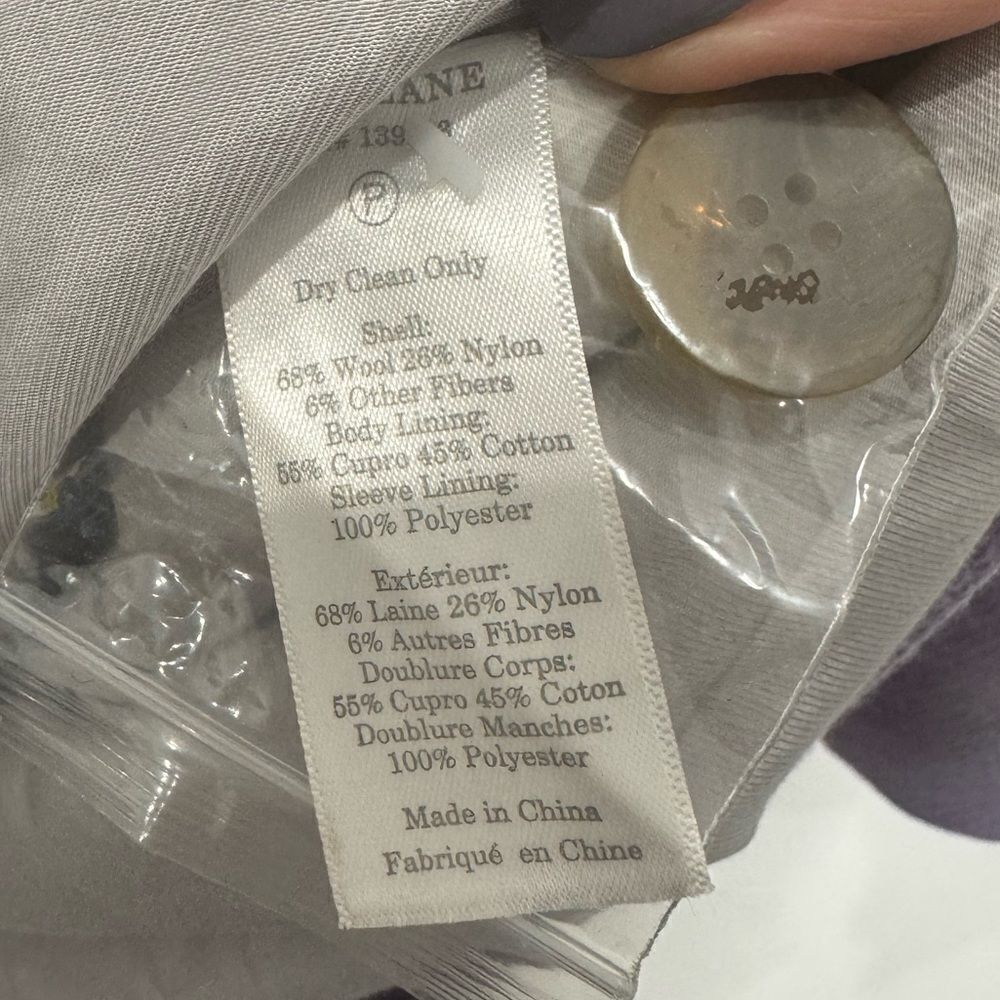 Dry Clean Only
Shell:
68% Wool 26% Nylon
6% Other Fibers
Body Lining:
55% Cupro 45% Cotton
Sleeve Lining:
100% Polyester
Extérieur:
68% Laine 26% Nylon
6% Autres Fibres
Doublure Corps:
55% Cupro 45% Coton
Doublure Manches:
100% Polyester
Made in China
Fabriqué en Chine